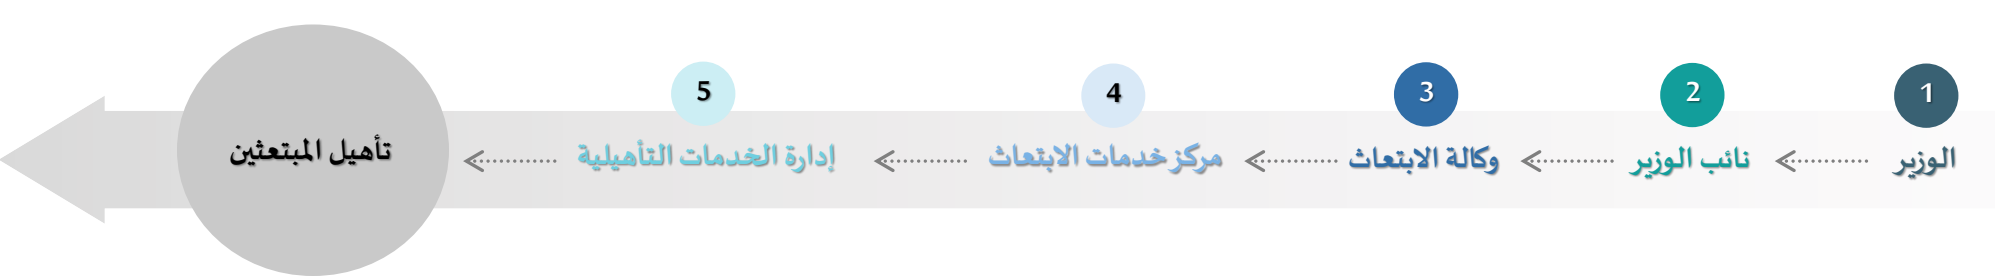 1
الوزير
2
نائب الوزير
3
وكالة الابتعاث
4
مركز خدمات الابتعاث
5
إدارة الخدمات التأهيلية
تأهيل المبتعثين